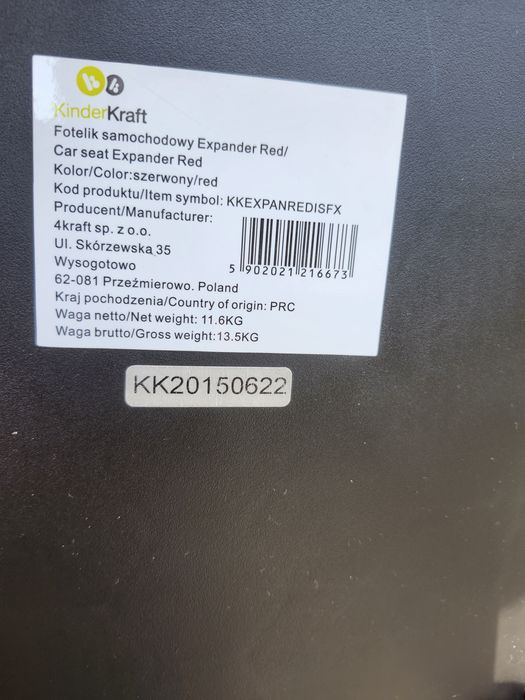 KinderKraft
Fotelik samochodowy Expander Red/
Car seat Expander Red
Kolor/Color:szerwony/red
Kod produktu/Item symbol: KKEXPANREDISFX
Producent/Manufacturer:
4kraft sp. z o.o.
Ul. Skórzewska 35
Wysogotowo
62-081 Przeźmierowo. Poland
5 902021 216673
Kraj pochodzenia/Country of origin: PRC
Waga netto/Net weight: 11.6KG
Waga brutto/Gross weight:13.5KG
KK20150622